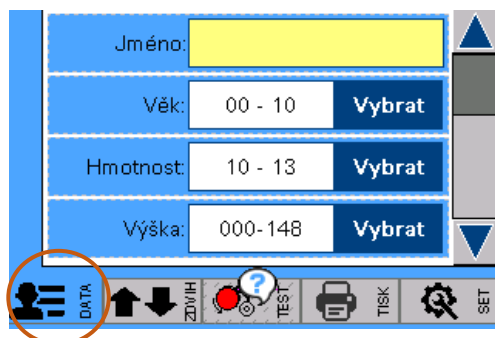 Jméno:
Věk: 00 - 10 Vybrat
Hmotnost: 10 - 13 Vybrat
Výška: 000-148 Vybrat
DATA ZDVIH ? TEST TISK SET